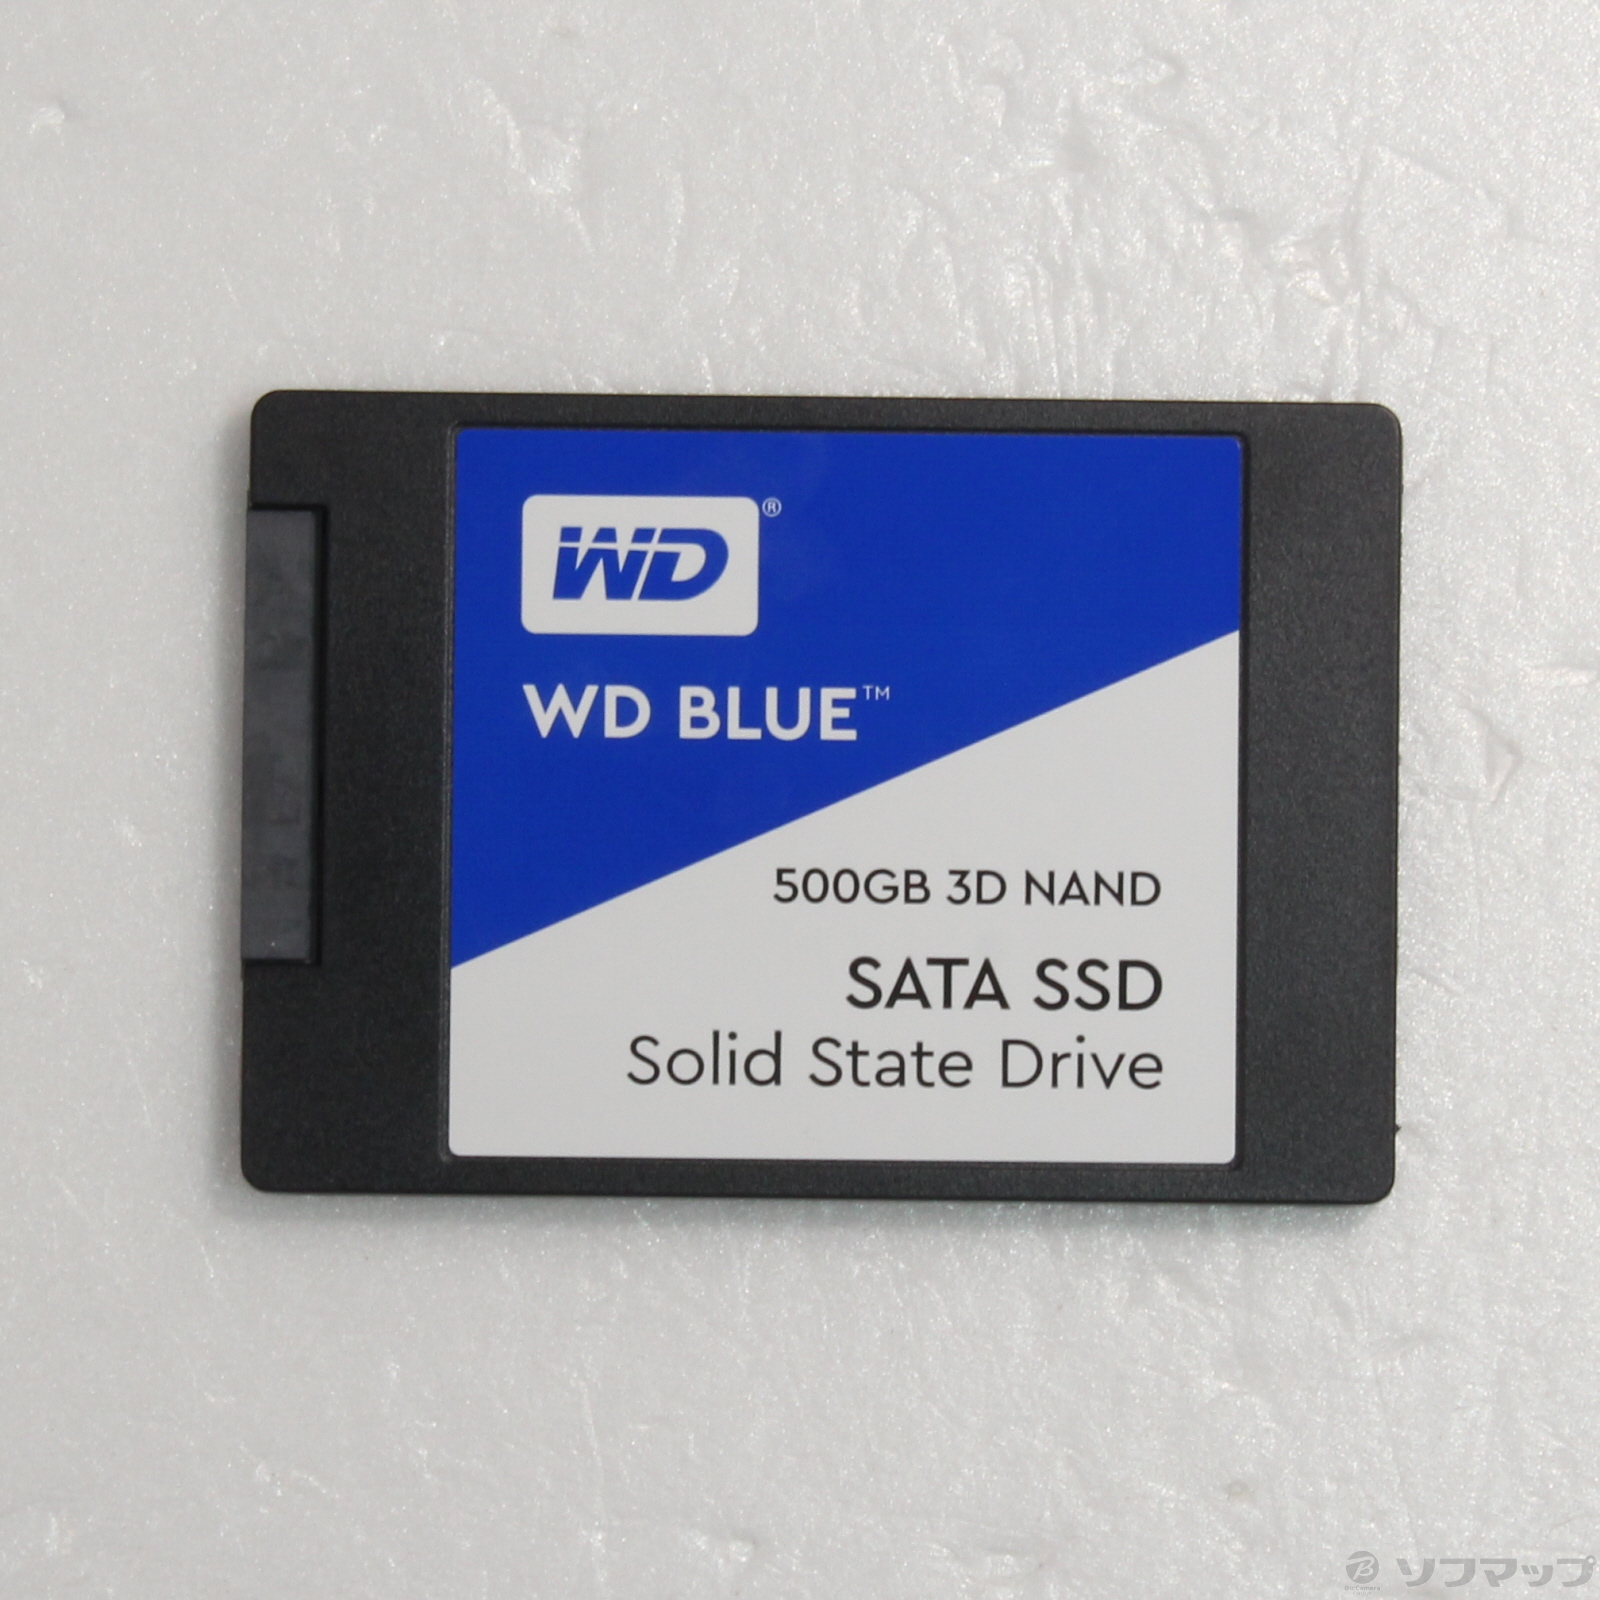 WD®
WD BLUE™
500GB 3D NAND
SATA SSD
Solid State Drive
ソフマップ